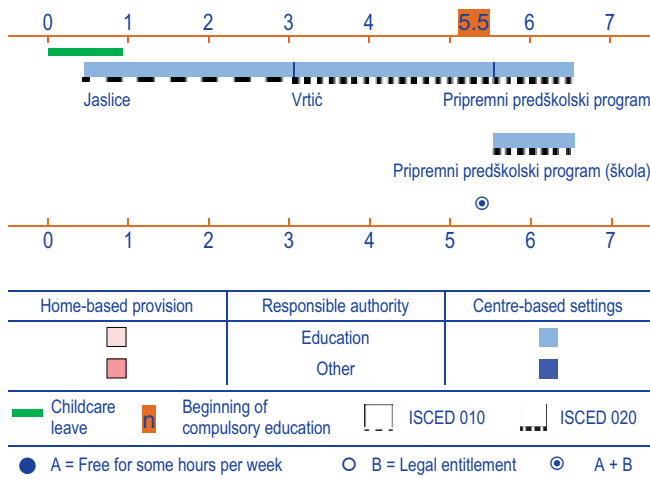 0 1 2 3 4 5.5 6 7
Jaslice Vrtić Pripremni predškolski program
Pripremni predškolski program (škola)
0 1 2 3 4 5 6 7
Home-based provision Responsible authority Centre-based settings
Education
Other
Childcare leave
n Beginning of compulsory education
ISCED 010
ISCED 020
A = Free for some hours per week B = Legal entitlement A + B